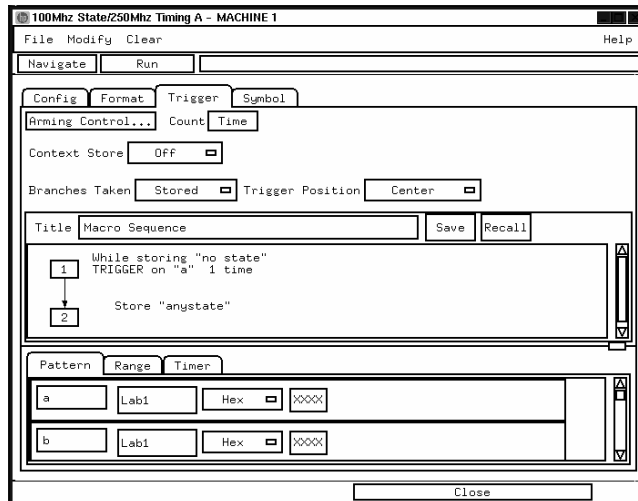 100Mhz State/250Mhz Timing A - MACHINE 1
File Modify Clear Help
Navigate Run
Config Format Trigger Symbol
Arming Control... Count Time
Context Store Off
Branches Taken Stored Trigger Position Center
Title Macro Sequence Save Recall
While storing "no state"
1 TRIGGER on "a" 1 time
2 Store "anystate"
Pattern Range Timer
a Lab1 Hex XXXX
b Lab1 Hex XXXX
Close